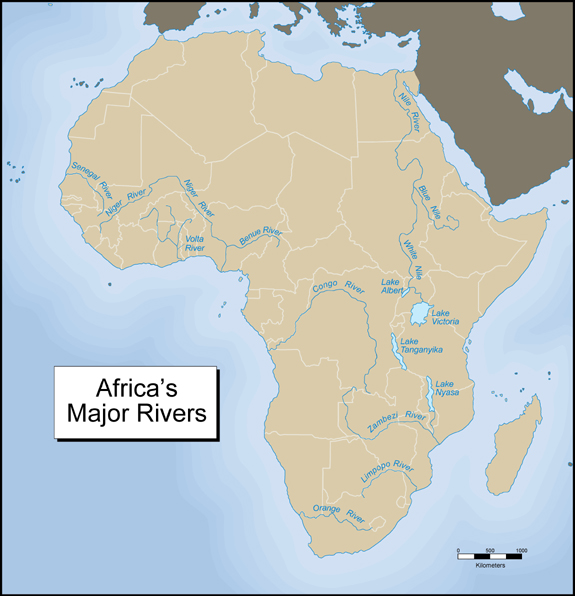 Nile River
Senegal River
Niger River
Niger River
Blue Nile
Volta
River
Benue River
White Nile
Lake
Albert
Congo River
Lake
Victoria
Lake
Tanganyika
Lake
Nyasa
Africa's
Major Rivers
Zambezi River
Limpopo River
Orange River
0 500 1000
Kilometers